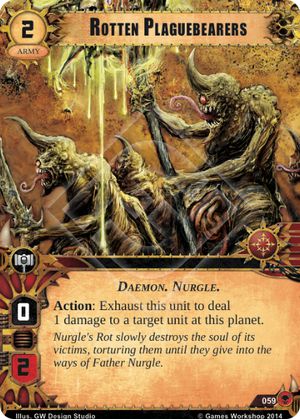 2
ROTTEN PLAGUEBEARERS
ARMY
DAEMON. NURGLE.
0
Action: Exhaust this unit to deal
1 damage to a target unit at this planet.
2
Nurgle's Rot slowly destroys the soul of its
victims, torturing them until they give into the
ways of Father Nurgle.
059
Illus. GW Design Studio
© Games Workshop 2014